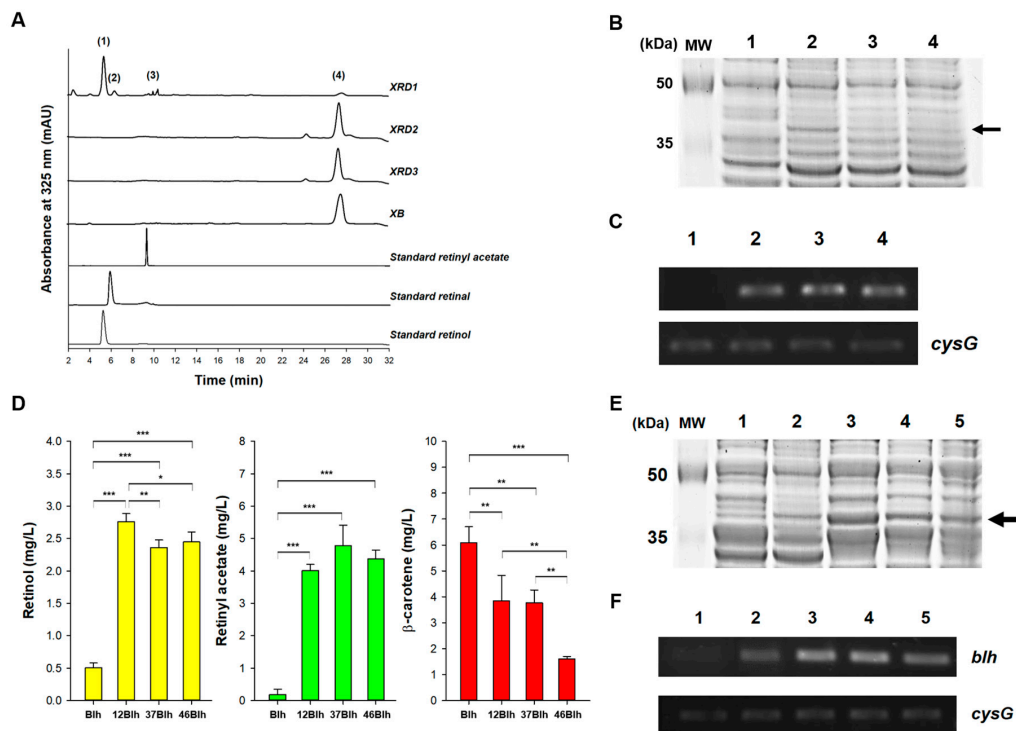 A
Absorbance at 325 nm (mAU)
(1)
(2)
(3)
(4)
XRD1
XRD2
XRD3
XB
Standard retinyl acetate
Standard retinal
Standard retinol
2 4 6 8 10 12 14 16 18 20 22 24 26 28 30 32
Time (min)
B
(kDa) MW 1 2 3 4
50
35
C
1 2 3 4
cysG
D
Retinol (mg/L)
4.0
3.5
3.0
2.5
2.0
1.5
1.0
0.5
0.0
***
***
*
*** **
Blh 12Blh 37Blh 46Blh
Retinyl acetate (mg/L)
8
6
4
2
0
***
***
***
Blh 12Blh 37Blh 46Blh
β-carotene (mg/L)
10
9
8
7
6
5
4
3
2
1
0
***
**
**
**
**
Blh 12Blh 37Blh 46Blh
E
(kDa) MW 1 2 3 4 5
50
35
F
1 2 3 4 5
blh
cysG